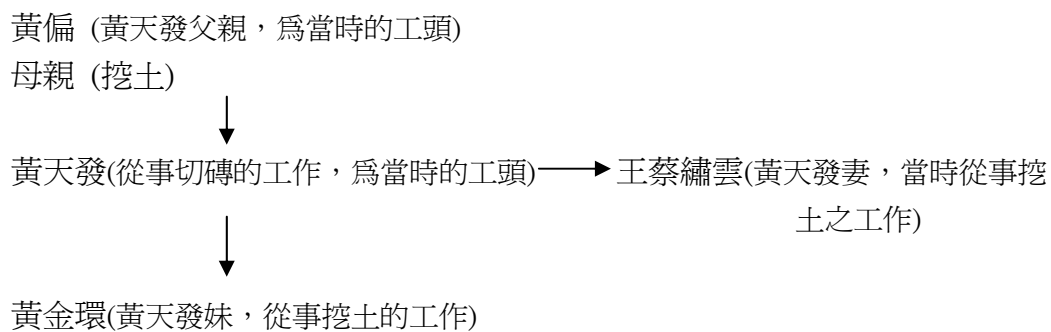 黃偏 (黃天發父親，為當時的工頭)
母親 (挖土)
黃天發(從事切磚的工作，為當時的工頭) 王蔡繡雲(黃天發妻，當時從事挖
土之工作)
黃金環(黃天發妹，從事挖土的工作)